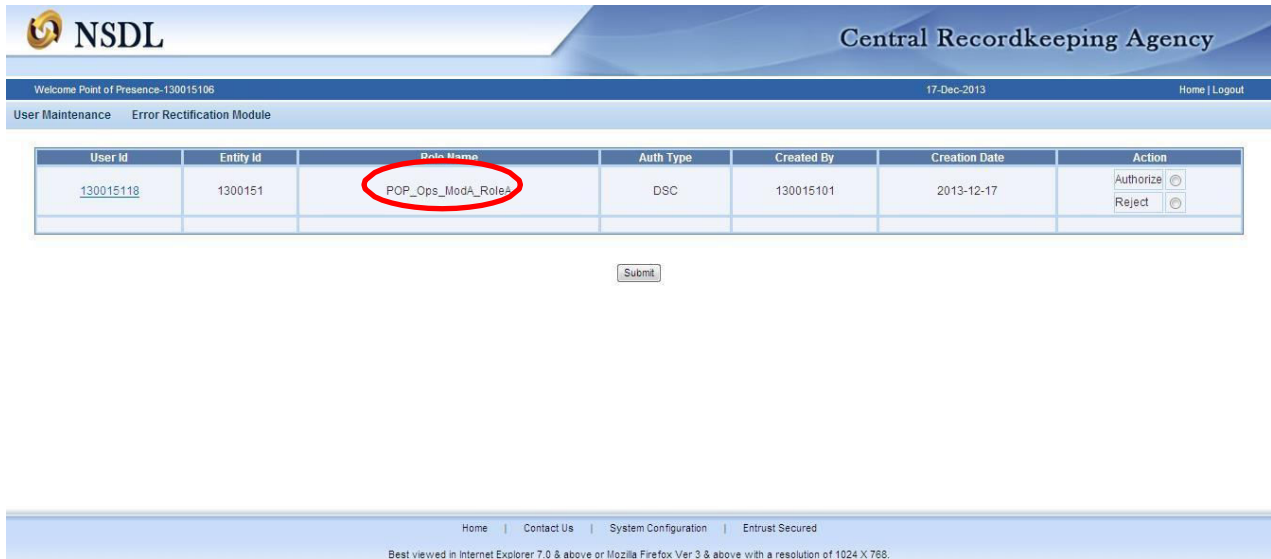 NSDL
Central Recordkeeping Agency
Welcome Point of Presence-130015106 17-Dec-2013 Home | Logout
User Maintenance Error Rectification Module
User Id Entity Id Role Name Auth Type Created By Creation Date Action
130015118 1300151 POP_Ops_ModA_RoleA DSC 130015101 2013-12-17 Authorize
Reject
Submit
Home | Contact Us | System Configuration | Entrust Secured
Best viewed in Internet Explorer 7.0 & above or Mozilla Firefox Ver 3 & above with a resolution of 1024 X 768.